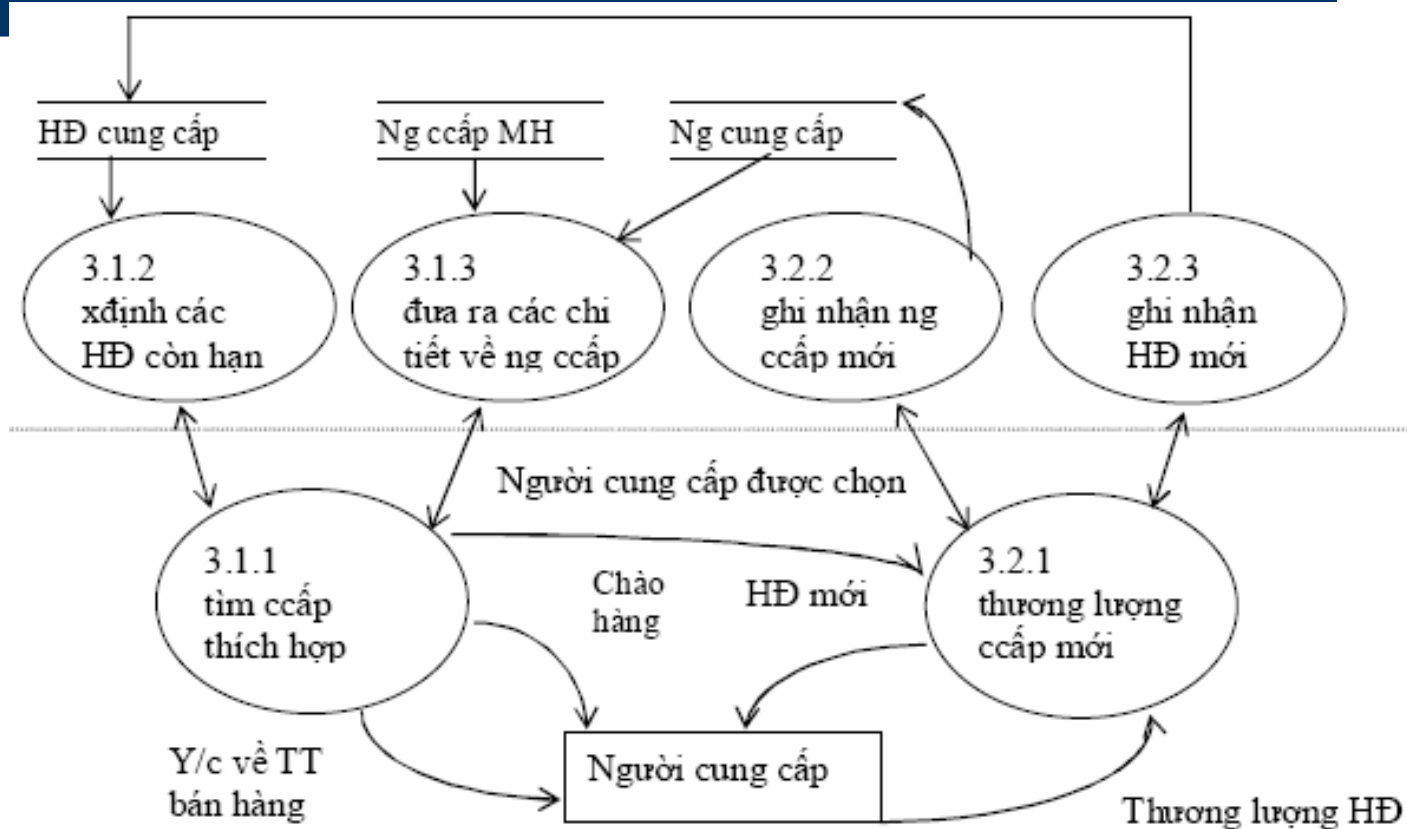 HĐ cung cấp
Ng ccấp MH
Ng cung cấp
3.1.2
xđịnh các
HĐ còn hạn
3.1.3
đưa ra các chi
tiết về ng ccấp
3.2.2
ghi nhận ng
ccấp mới
3.2.3
ghi nhận
HĐ mới
Người cung cấp được chọn
3.1.1
tìm ccấp
thích hợp
Chào
hàng
HĐ mới
3.2.1
thương lượng
ccấp mới
Y/c về TT
bán hàng
Người cung cấp
Thương lượng HĐ